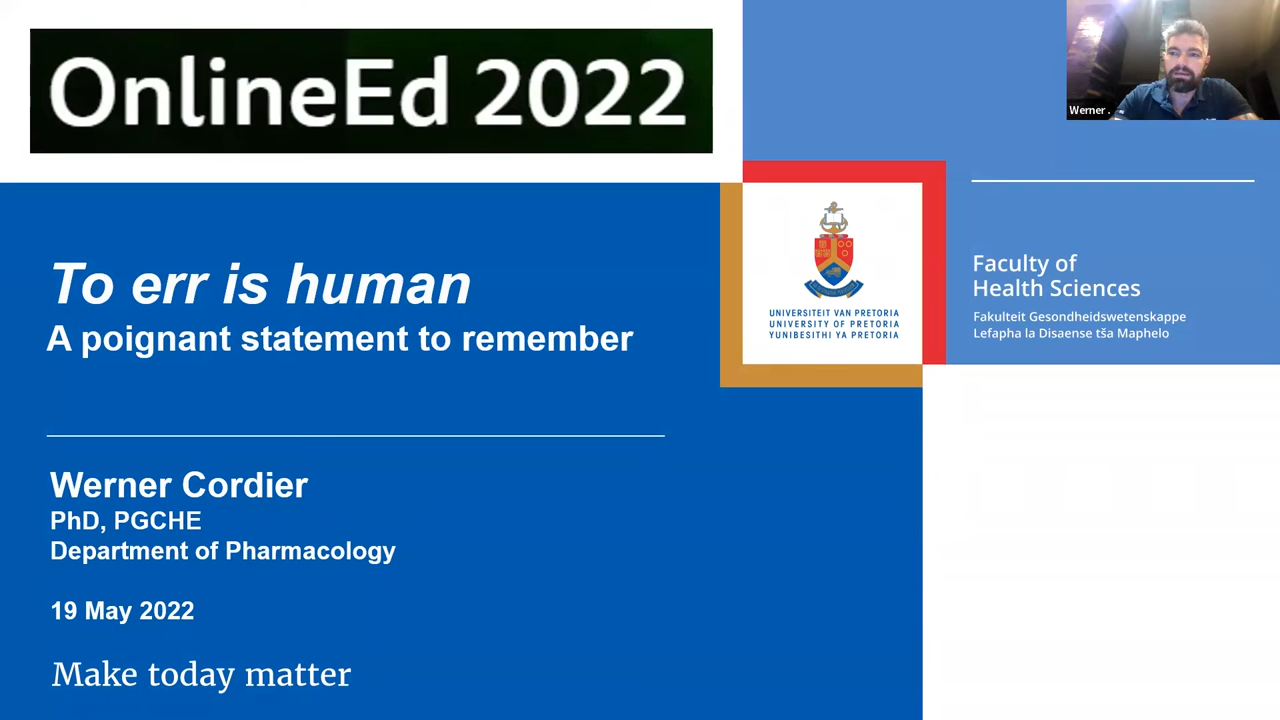 OnlineEd 2022
Werner .
To err is human
A poignant statement to remember
UNIVERSITEIT VAN PRETORIA
UNIVERSITY OF PRETORIA
YUNIBESITHI YA PRETORIA
Faculty of
Health Sciences
Fakulteit Gesondheidswetenskappe
Lefapha la Disaense tša Maphelo
Werner Cordier
PhD, PGCHE
Department of Pharmacology
19 May 2022
Make today matter